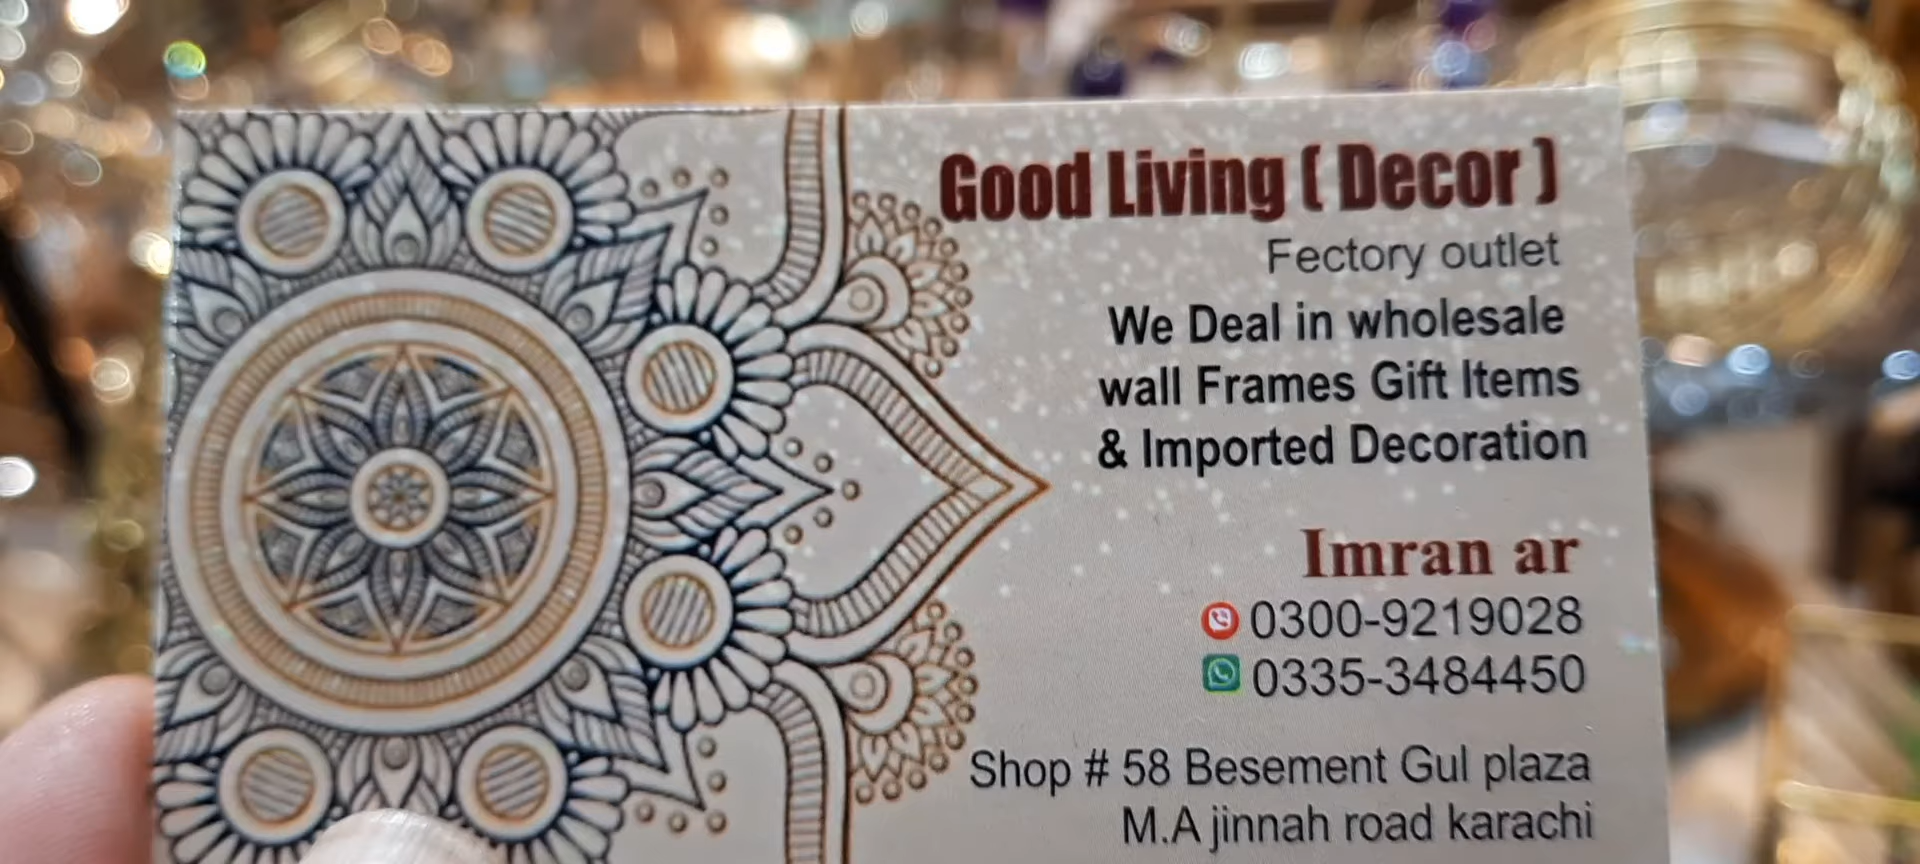 Good Living ( Decor )
Fectory outlet
We Deal in wholesale
wall Frames Gift Items
& Imported Decoration
Imran ar
0300-9219028
0335-3484450
Shop # 58 Besement Gul plaza
M.A jinnah road karachi